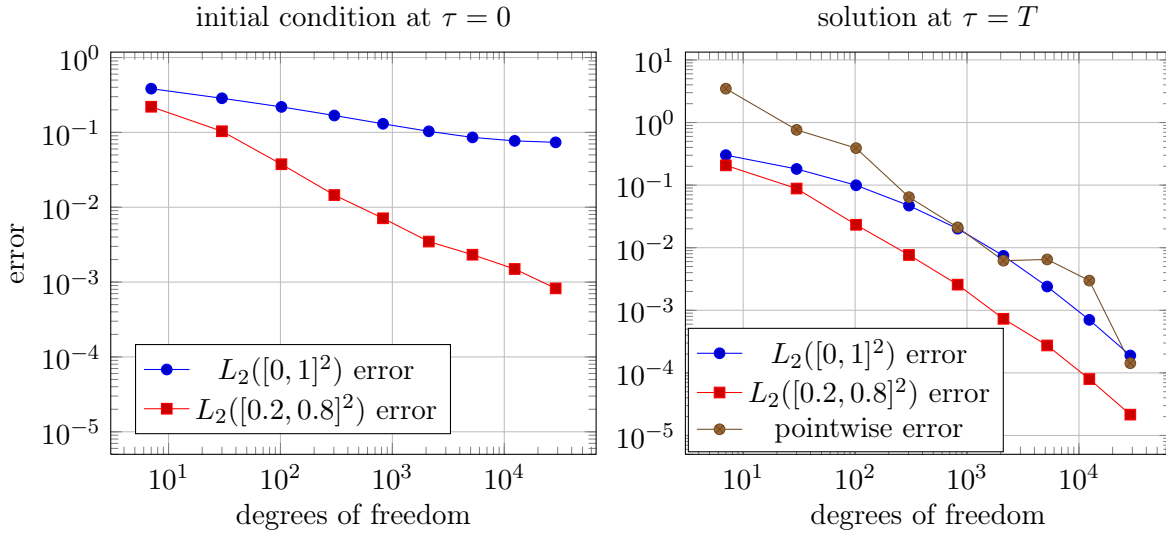 initial condition at τ = 0
error
10^0
10^−1
10^−2
10^−3
10^−4
10^−5
L_2([0, 1]^2) error
L_2([0.2, 0.8]^2) error
10^1 10^2 10^3 10^4
degrees of freedom
solution at τ = T
10^1
10^0
10^−1
10^−2
10^−3
10^−4
10^−5
L_2([0, 1]^2) error
L_2([0.2, 0.8]^2) error
pointwise error
10^1 10^2 10^3 10^4
degrees of freedom